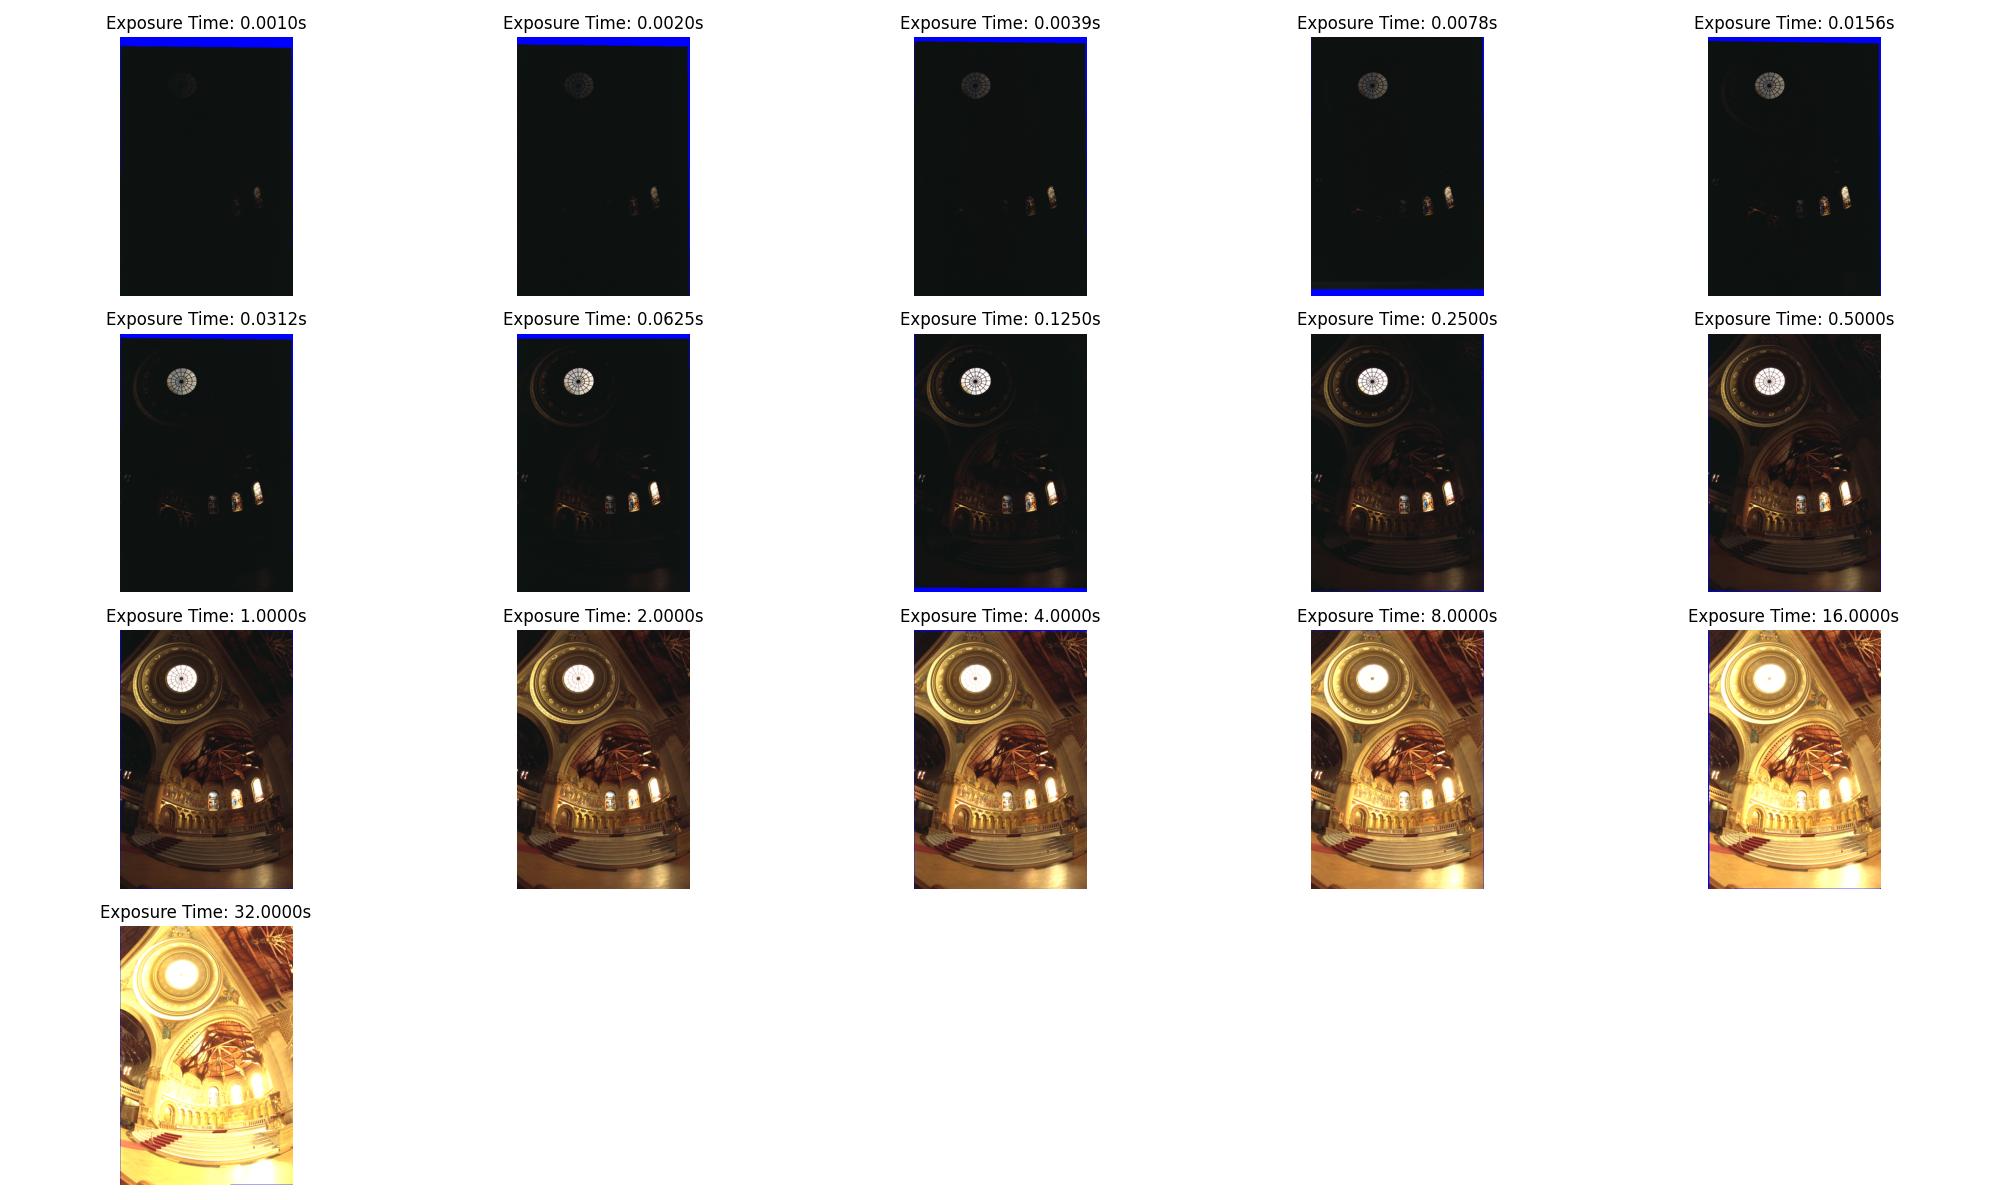 Exposure Time: 0.0010s
Exposure Time: 0.0020s
Exposure Time: 0.0039s
Exposure Time: 0.0078s
Exposure Time: 0.0156s
Exposure Time: 0.0312s
Exposure Time: 0.0625s
Exposure Time: 0.1250s
Exposure Time: 0.2500s
Exposure Time: 0.5000s
Exposure Time: 1.0000s
Exposure Time: 2.0000s
Exposure Time: 4.0000s
Exposure Time: 8.0000s
Exposure Time: 16.0000s
Exposure Time: 32.0000s